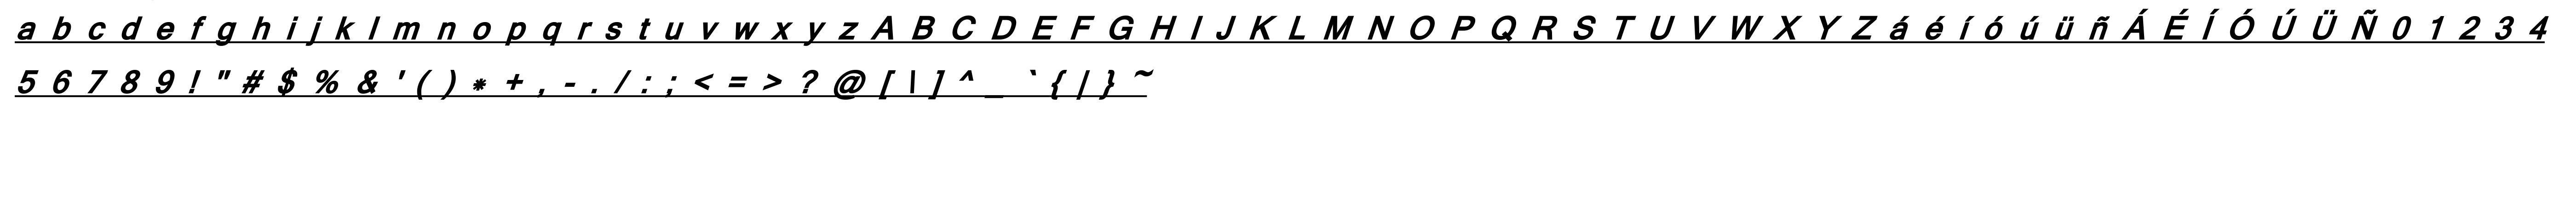 a b c d e f g h i j k l m n o p q r s t u v w x y z A B C D E F G H I J K L M N O P Q R S T U V W X Y Z á é í ó ú ü ñ Á É Í Ó Ú Ü Ñ 0 1 2 3 4
5 6 7 8 9 ! " # $ % & ' ( ) * + , - . / : ; < = > ? @ [ \ ] ^ _ ` { | } ~